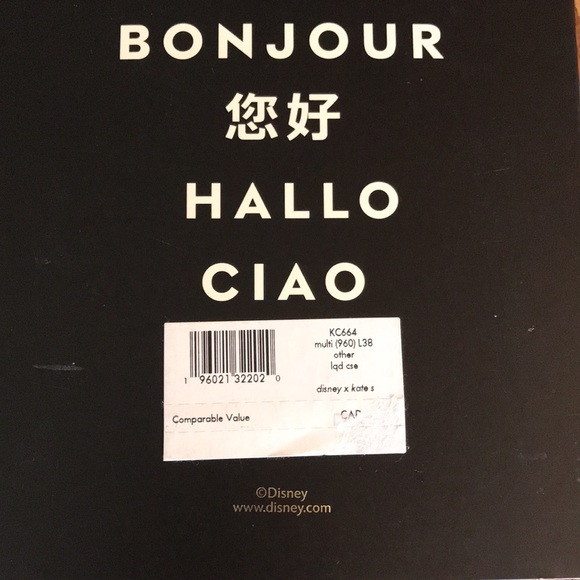 BONJOUR
您好
HALLO
CIAO
KC664
multi (960) L38
other
lqd cse
1 96021 32202 0
disney x kate s
Comparable Value
©Disney
www.disney.com